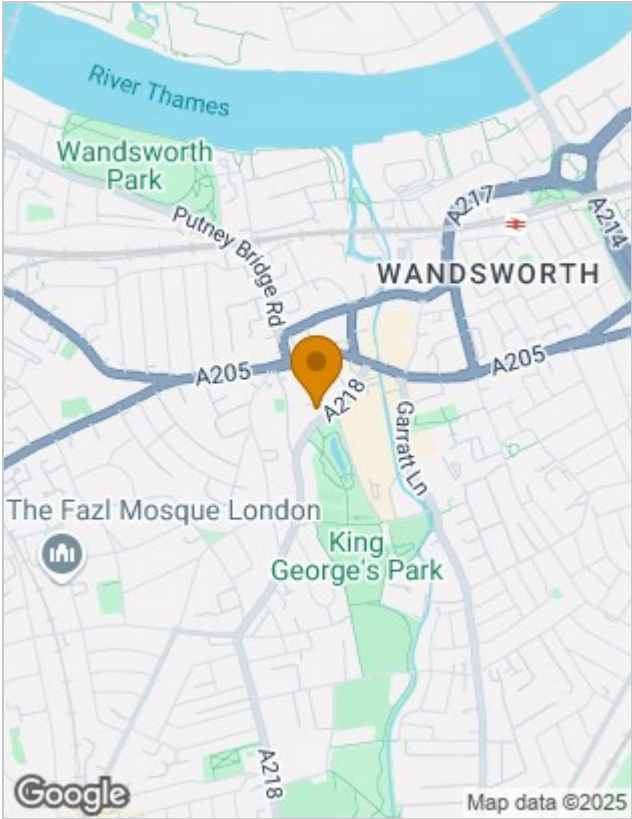 River Thames
Wandsworth
Park
Putney Bridge Rd
A217
A214
WANDSWORTH
A205
A205
A218
Garratt Ln
The Fazl Mosque London
King
George's Park
A218
Google
Map data ©2025